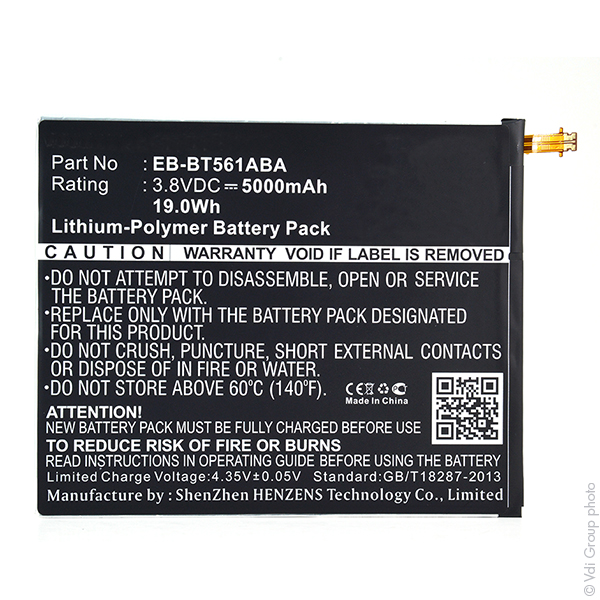 Part No : EB-BT561ABA
Rating : 3.8VDC ⎓ 5000mAh
19.0Wh
Lithium-Polymer Battery Pack
CAUTION WARRANTY VOID IF LABEL IS REMOVED
•DO NOT ATTEMPT TO DISASSEMBLE, OPEN OR SERVICE
THE BATTERY PACK.
•REPLACE ONLY WITH THE BATTERY PACK DESIGNATED
FOR THIS EQUIPMENT.
•DO NOT CRUSH, PUNCTURE, SHORT EXTERNAL CONTACTS
OR DISPOSE OF IN FIRE OR WATER.
•DO NOT STORE ABOVE 60°C (140°F).
CE
Made In China
ATTENTION!
NEW BATTERY PACK MUST BE FULLY CHARGED BEFORE USE
TO REDUCE RISK OF FIRE OR BURNS
READ INSTRUCTIONS IN OPERATING GUIDE BEFORE USING THE BATTERY
Limited Charge Voltage:4.35V±0.05V Standard:GB/T18287-2013
Manufacture by : ShenZhen HENZENS Technology Co., Limited
© Vdi Group photo